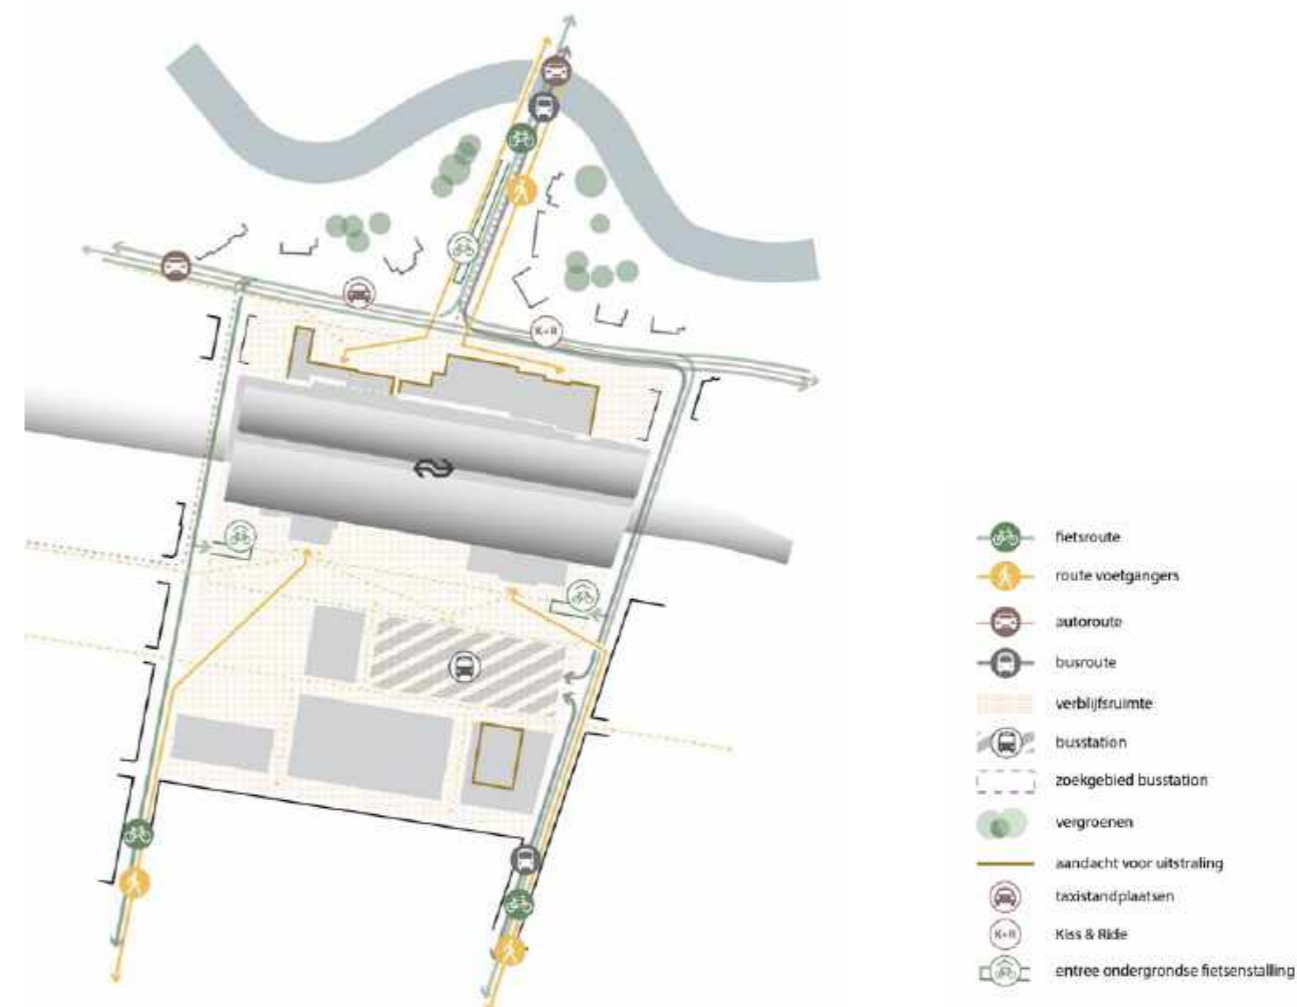 K+R
fietsroute
route voetgangers
autoroute
busroute
verblijfsruimte
busstation
zoekgebied busstation
vergroenen
aandacht voor uitstraling
taxistandplaatsen
K+R Kiss & Ride
entree ondergrondse fietsenstalling